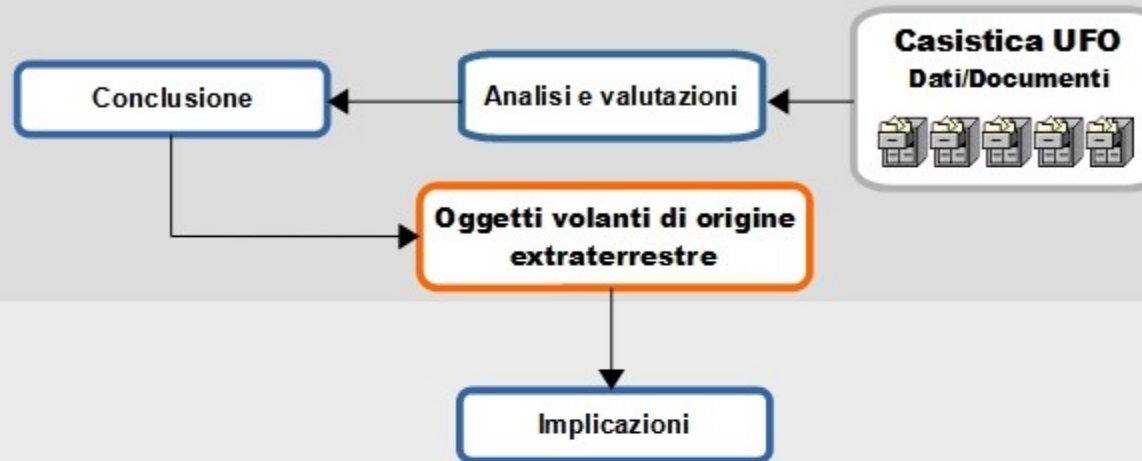 Casistica UFO
Dati/Documenti
Analisi e valutazioni
Conclusione
Oggetti volanti di origine
extraterrestre
Implicazioni